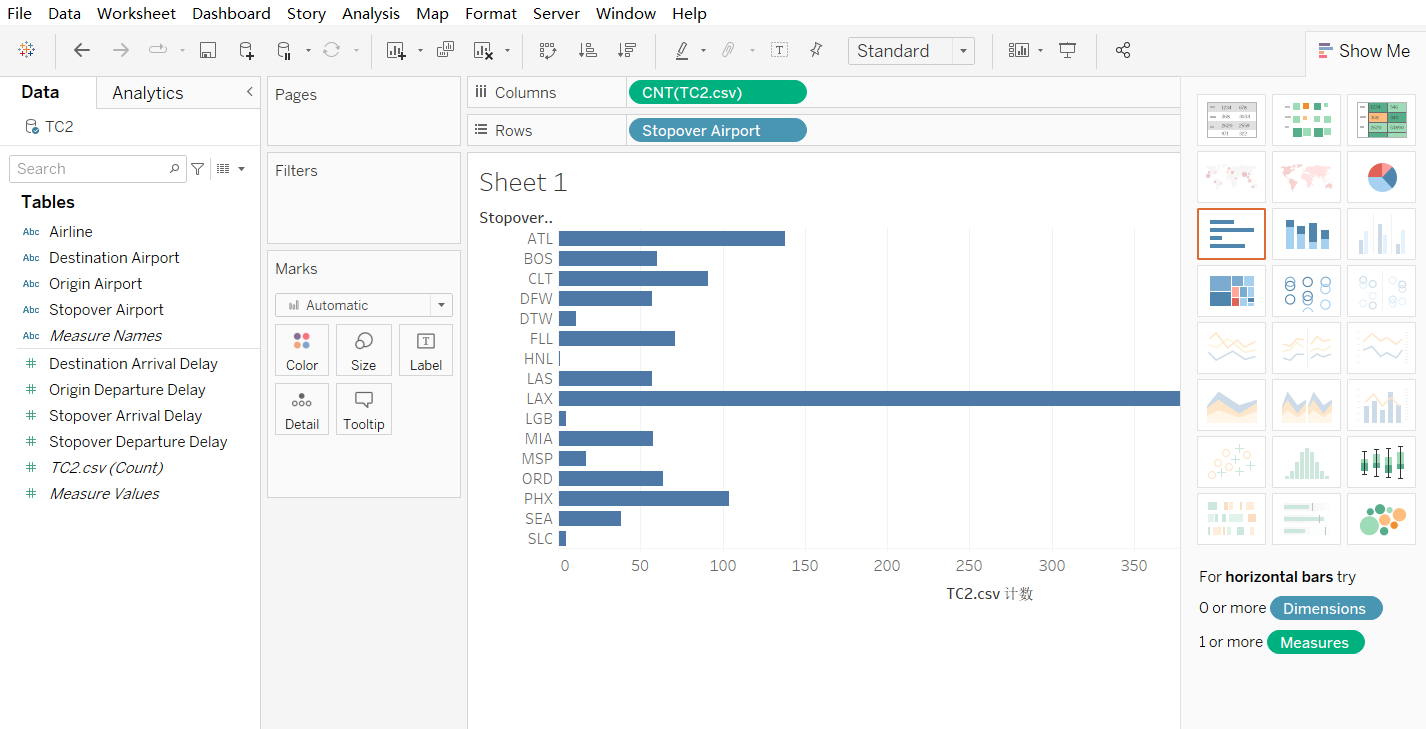 File Data Worksheet Dashboard Story Analysis Map Format Server Window Help
Standard
Show Me
Data
Analytics
TC2
Search
Tables
Abc Airline
Abc Destination Airport
Abc Origin Airport
Abc Stopover Airport
Abc Measure Names
# Destination Arrival Delay
# Origin Departure Delay
# Stopover Arrival Delay
# Stopover Departure Delay
# TC2.csv (Count)
# Measure Values
Pages
Filters
Marks
Automatic
Color Size Label
Detail Tooltip
Columns CNT(TC2.csv)
Rows Stopover Airport
Sheet 1
Stopover..
ATL
BOS
CLT
DFW
DTW
FLL
HNL
LAS
LAX
LGB
MIA
MSP
ORD
PHX
SEA
SLC
0 50 100 150 200 250 300 350
TC2.csv 计数
For horizontal bars try
0 or more Dimensions
1 or more Measures